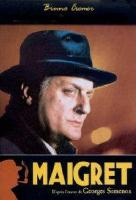 Bruno Cremer
MAIGRET
D'après l'œuvre de Georges Simenon